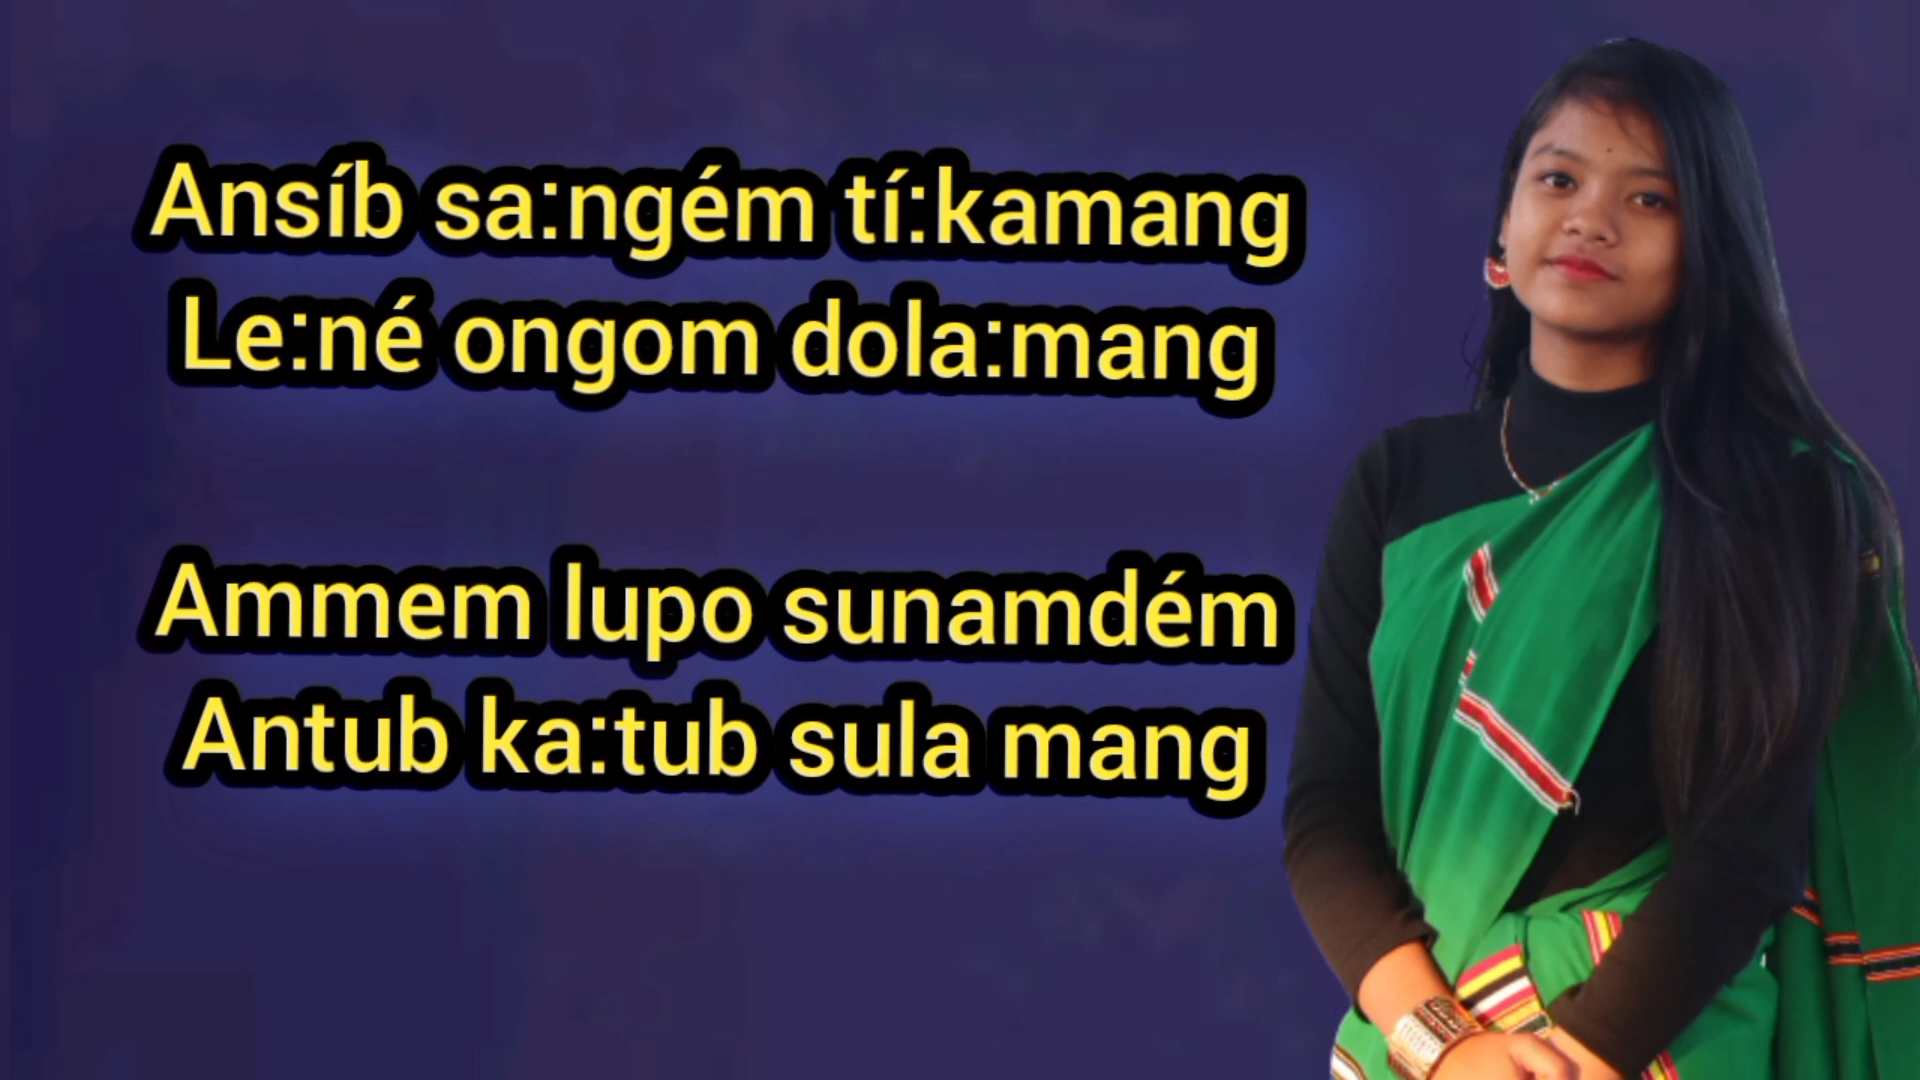 Ansíb sa:ngém tí:kamang
Le:né ongom dola:mang
Ammem lupo sunamdém
Antub ka:tub sula mang